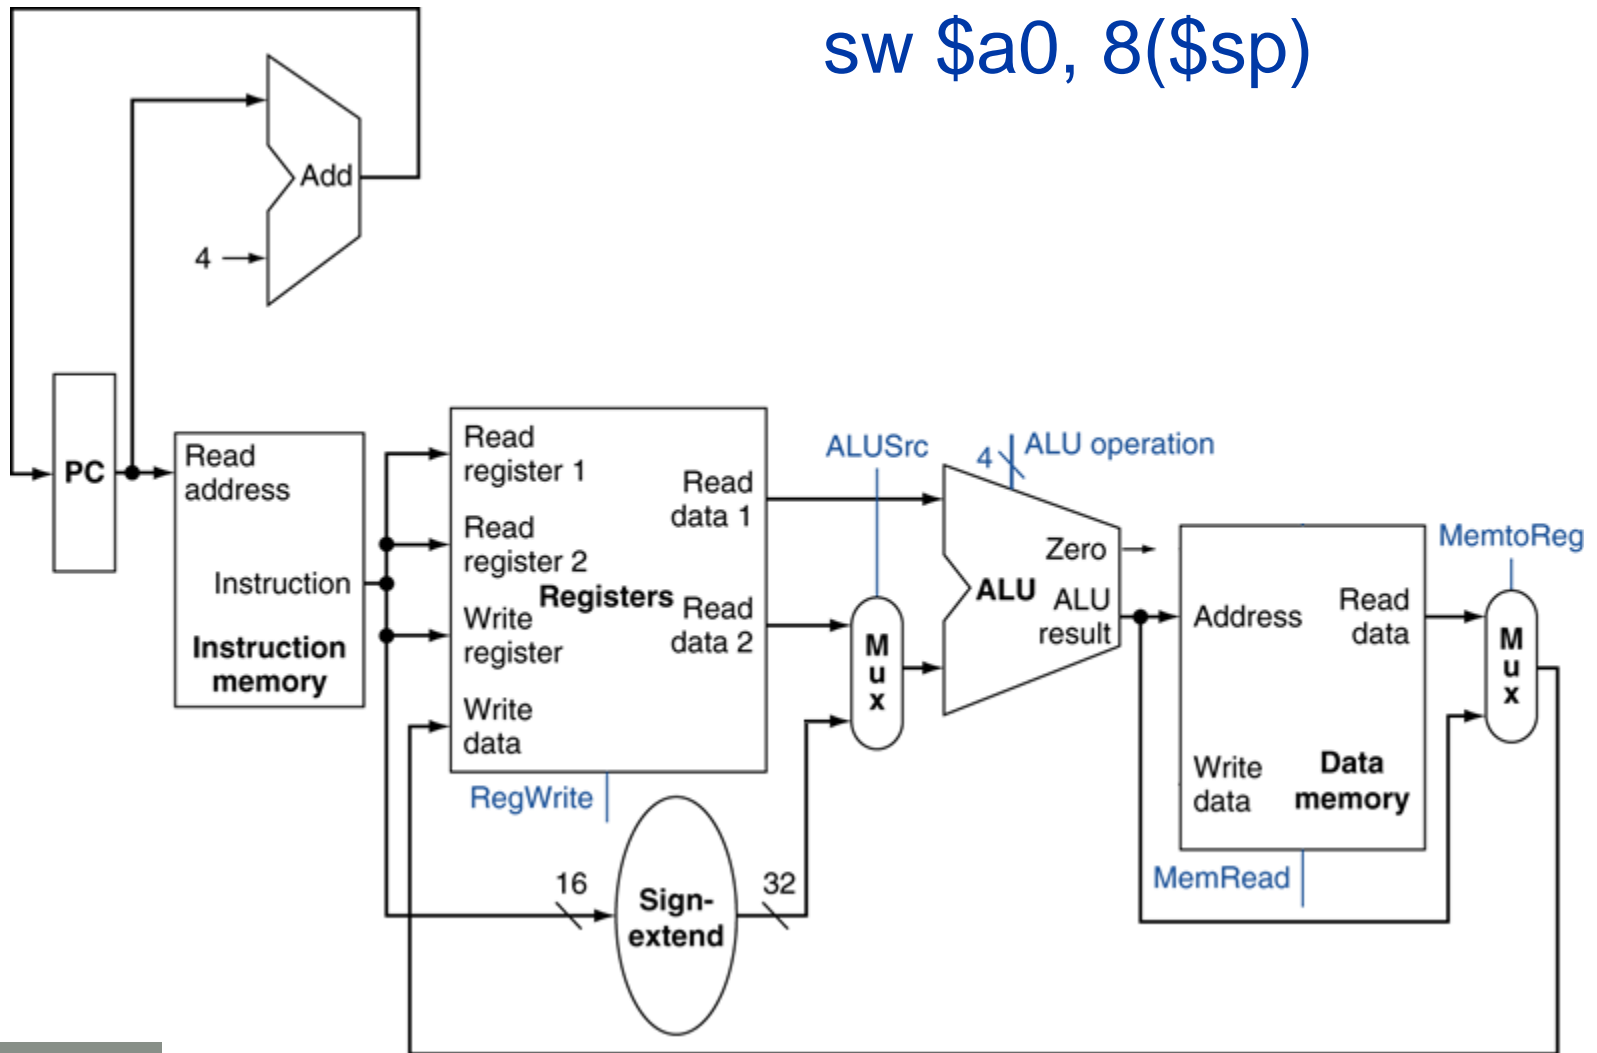 sw $a0, 8($sp)
Add
4
PC
Read
address
Instruction
Instruction
memory
Read
register 1
Read
register 2
Write
register
Write
data
Registers
Read
data 1
Read
data 2
RegWrite
16
Sign-
extend
32
ALUSrc
M
u
x
4
ALU operation
Zero
ALU
ALU
result
Address
Read
data
Write
data
Data
memory
MemRead
MemtoReg
M
u
x